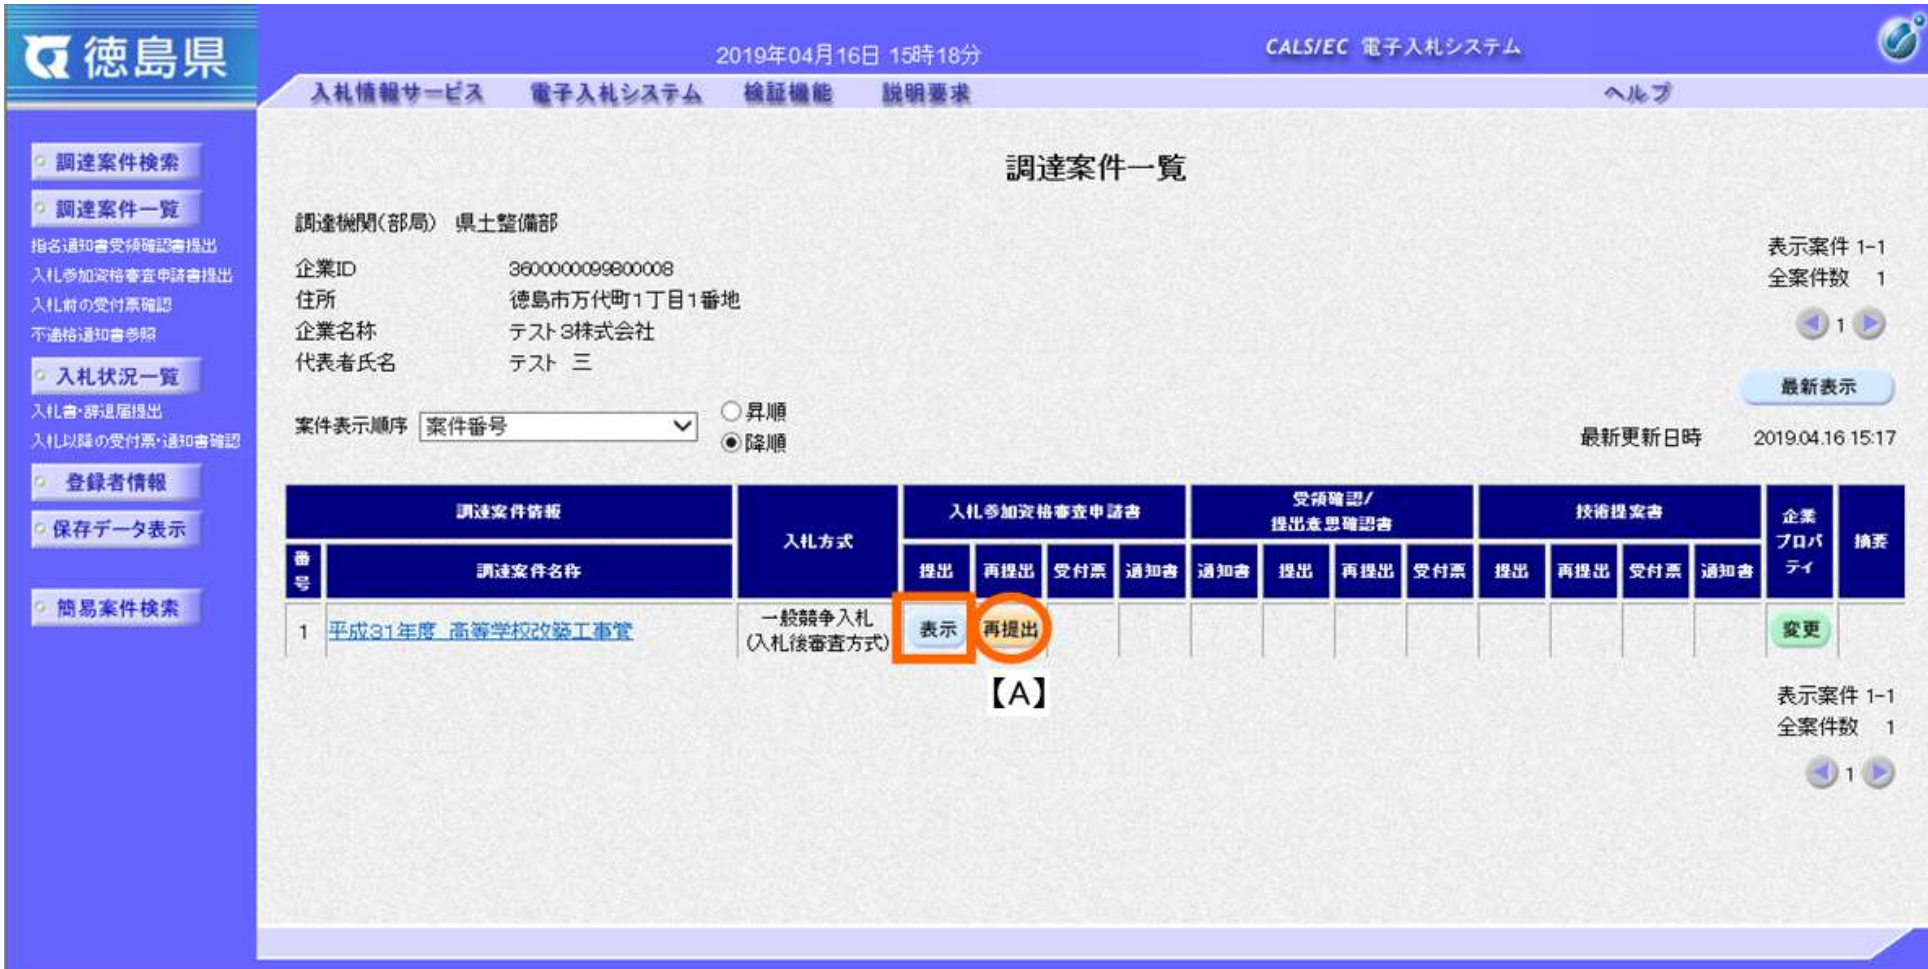 徳島県
2019年04月16日 15時18分
CALS/EC 電子入札システム
入札情報サービス 電子入札システム 検証機能 説明要求 ヘルプ
調達案件検索
調達案件一覧
指名通知書受領確認書提出
入札参加資格審査申請書提出
入札前の受付票確認
不適格通知書参照
入札状況一覧
入札書・辞退届提出
入札以降の受付票・通知書確認
登録者情報
保存データ表示
簡易案件検索
調達案件一覧
調達機関(部局) 県土整備部
企業ID 3600000099800008
住所 徳島市万代町1丁目1番地
企業名称 テスト3株式会社
代表者氏名 テスト 三
表示案件 1-1
全案件数 1
1
最新表示
案件表示順序 案件番号
昇順
降順
最新更新日時 2019.04.16 15:17
調達案件情報 入札方式 入札参加資格審査申請書 受領確認/提出意思確認書 技術提案書 企業プロパティ 摘要
番号 調達案件名称 提出 再提出 受付票 通知書 通知書 提出 再提出 受付票 提出 再提出 受付票 通知書
1 平成31年度 高等学校改築工事管 一般競争入札 表示 再提出 変更
(入札後審査方式)
【A】
表示案件 1-1
全案件数 1
1